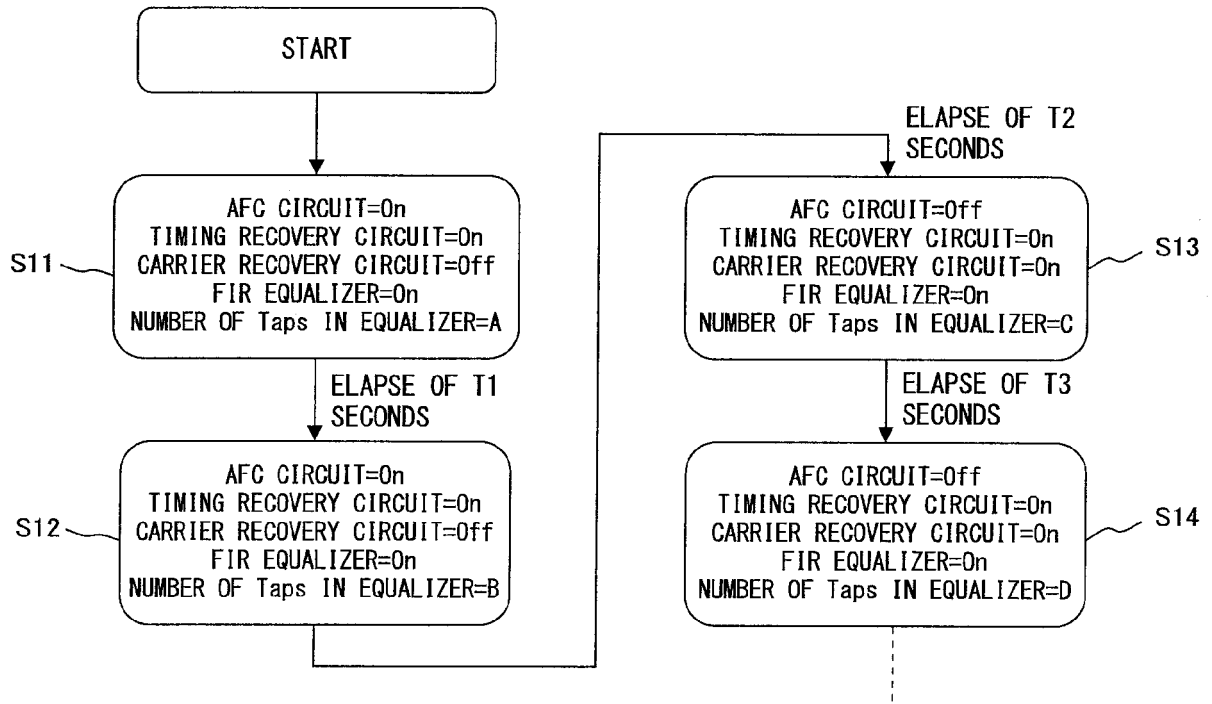 START
S11
AFC CIRCUIT=On
TIMING RECOVERY CIRCUIT=On
CARRIER RECOVERY CIRCUIT=Off
FIR EQUALIZER=On
NUMBER OF Taps IN EQUALIZER=A
ELAPSE OF T1
SECONDS
S12
AFC CIRCUIT=On
TIMING RECOVERY CIRCUIT=On
CARRIER RECOVERY CIRCUIT=Off
FIR EQUALIZER=On
NUMBER OF Taps IN EQUALIZER=B
ELAPSE OF T2
SECONDS
AFC CIRCUIT=Off
TIMING RECOVERY CIRCUIT=On
CARRIER RECOVERY CIRCUIT=On
FIR EQUALIZER=On
NUMBER OF Taps IN EQUALIZER=C
S13
ELAPSE OF T3
SECONDS
AFC CIRCUIT=Off
TIMING RECOVERY CIRCUIT=On
CARRIER RECOVERY CIRCUIT=On
FIR EQUALIZER=On
NUMBER OF Taps IN EQUALIZER=D
S14